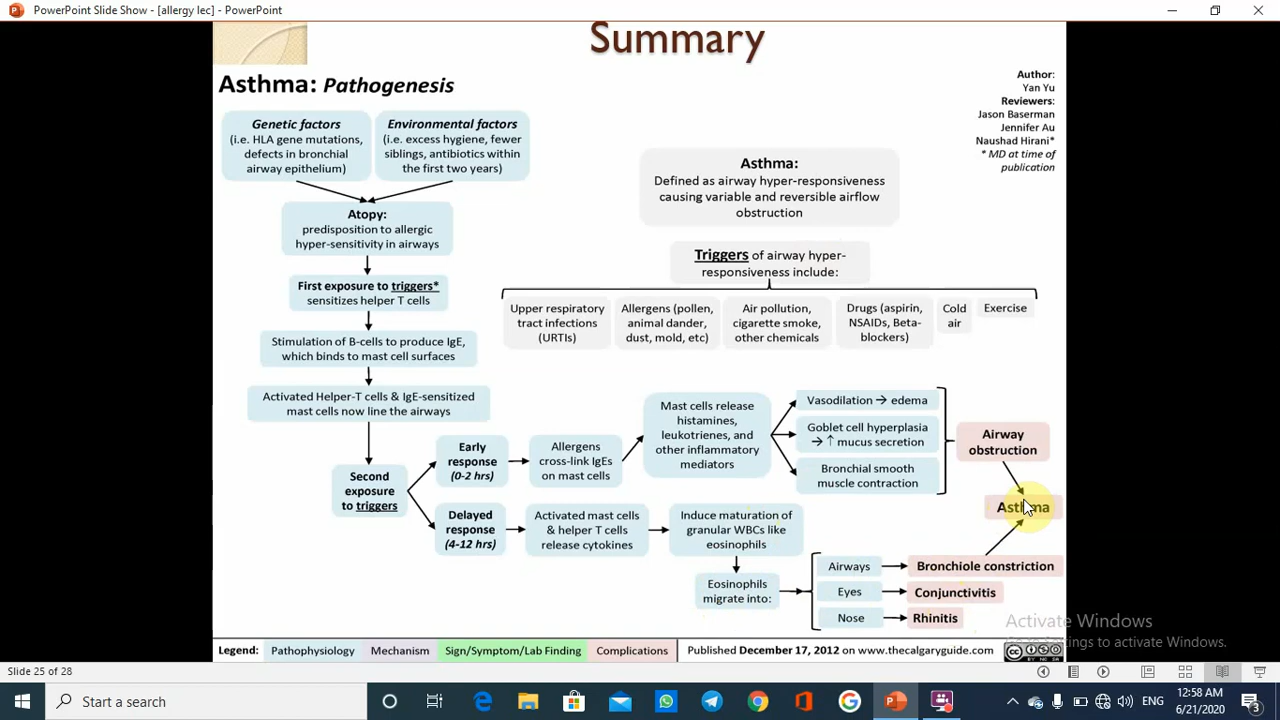 PowerPoint Slide Show - [allergy lec] - PowerPoint
Summary
Asthma: Pathogenesis
Author:
Yan Yu
Reviewers:
Jason Baserman
Jennifer Au
Naushad Hirani*
* MD at time of
publication
Genetic factors
(i.e. HLA gene mutations,
defects in bronchial
airway epithelium)
Environmental factors
(i.e. excess hygiene, fewer
siblings, antibiotics within
the first two years)
Asthma:
Defined as airway hyper-responsiveness
causing variable and reversible airflow
obstruction
Atopy:
predisposition to allergic
hyper-sensitivity in airways
Triggers of airway hyper-
responsiveness include:
First exposure to triggers*
sensitizes helper T cells
Upper respiratory
tract infections
(URTIs)
Allergens (pollen,
animal dander,
dust, mold, etc)
Air pollution,
cigarette smoke,
other chemicals
Drugs (aspirin,
NSAIDs, Beta-
blockers)
Cold
air
Exercise
Stimulation of B-cells to produce IgE,
which binds to mast cell surfaces
Activated Helper-T cells & IgE-sensitized
mast cells now line the airways
Second
exposure
to triggers
Early
response
(0-2 hrs)
Allergens
cross-link IgEs
on mast cells
Mast cells release
histamines,
leukotrienes, and
other inflammatory
mediators
Vasodilation → edema
Goblet cell hyperplasia
→ ↑ mucus secretion
Bronchial smooth
muscle contraction
Airway
obstruction
Asthma
Delayed
response
(4-12 hrs)
Activated mast cells
& helper T cells
release cytokines
Induce maturation of
granular WBCs like
eosinophils
Eosinophils
migrate into:
Airways
Bronchiole constriction
Eyes
Conjunctivitis
Nose
Rhinitis
Activate Windows
Go to Settings to activate Windows.
Legend: Pathophysiology Mechanism Sign/Symptom/Lab Finding Complications Published December 17, 2012 on www.thecalgaryguide.com
Slide 25 of 28
Type here to search